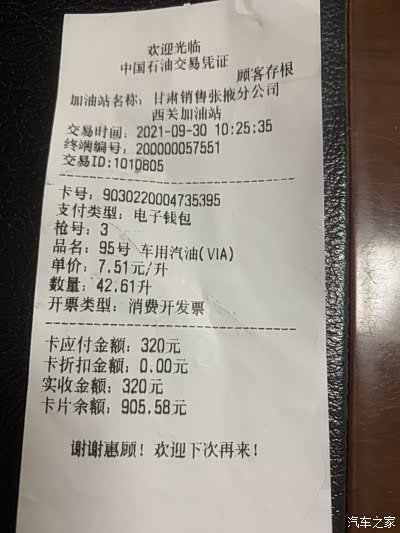 欢迎光临
中国石油交易凭证
顾客存根
加油站名称: 甘肃销售张掖分公司
西关加油站
交易时间: 2021-09-30 10:25:35
终端编号: 200000057551
交易ID:1010805
卡号: 9030220004735395
支付类型: 电子钱包
枪号: 3
品名: 95号 车用汽油(VIA)
单价: 7.51元/升
数量: 42.61升
开票类型: 消费开发票
卡应付金额: 320元
卡折扣金额: 0.00元
实收金额: 320元
卡片余额: 905.58元
谢谢惠顾! 欢迎下次再来!
汽车之家